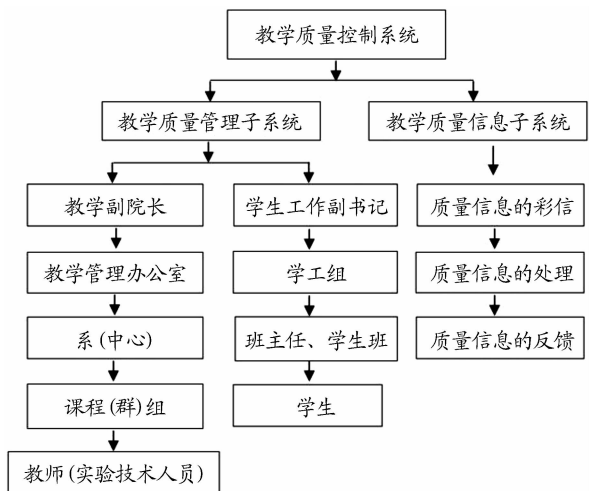 教学质量控制系统
教学质量管理子系统
教学质量信息子系统
教学副院长
学生工作副书记
质量信息的彩信
教学管理办公室
学工组
质量信息的处理
系(中心)
班主任、学生班
质量信息的反馈
课程(群)组
学生
教师(实验技术人员)